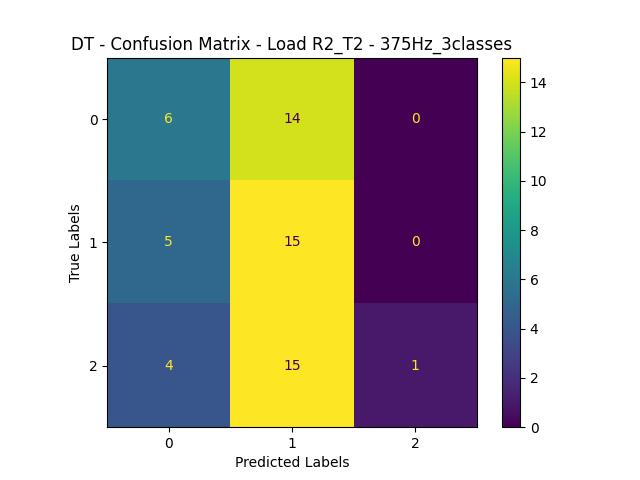 DT - Confusion Matrix - Load R2_T2 - 375Hz_3classes
True Labels
0
1
2
6 14 0
5 15 0
4 15 1
0 1 2
Predicted Labels
14
12
10
8
6
4
2
0